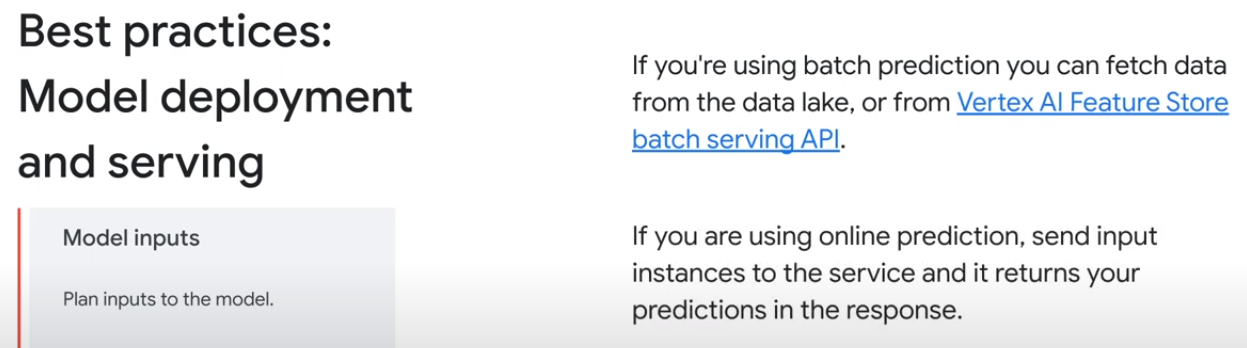 Best practices:
Model deployment
and serving
Model inputs
Plan inputs to the model.
If you're using batch prediction you can fetch data
from the data lake, or from Vertex AI Feature Store
batch serving API.
If you are using online prediction, send input
instances to the service and it returns your
predictions in the response.